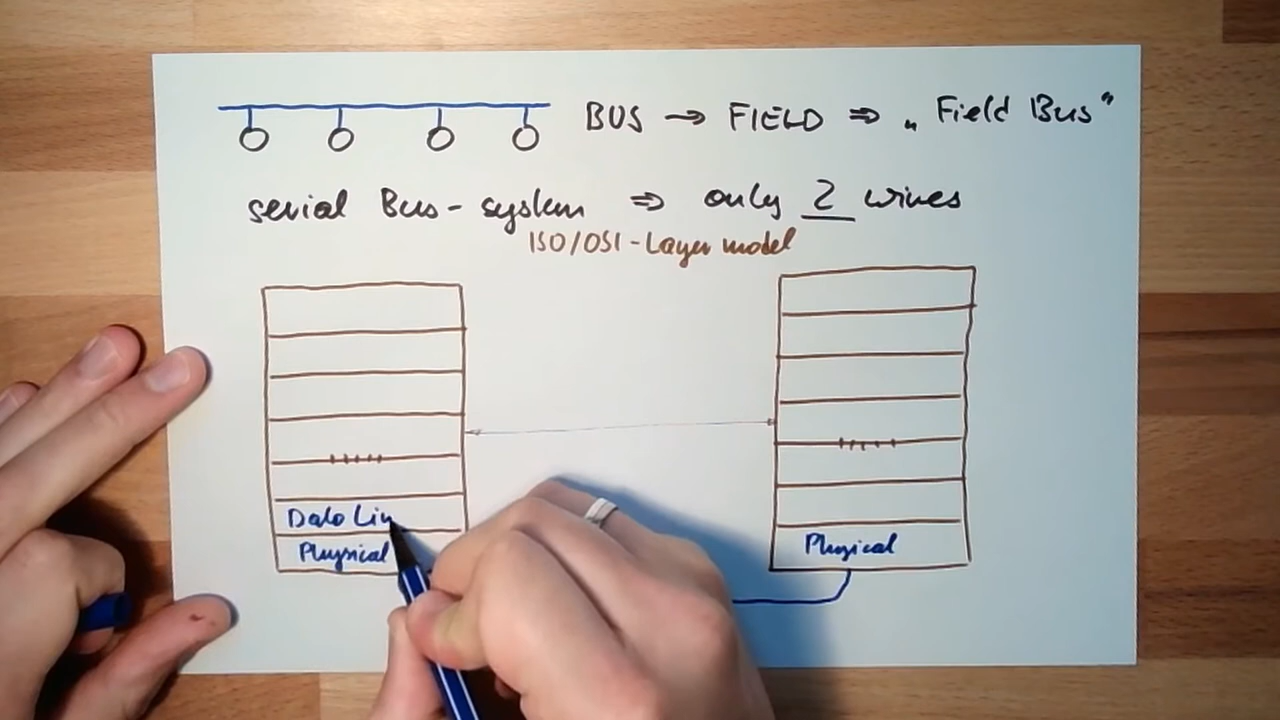 BUS → FIELD ⇒ „Field Bus"
serial Bus-system ⇒ only 2 wires
ISO/OSI-Layer model
Data Lin
Physical
Physical